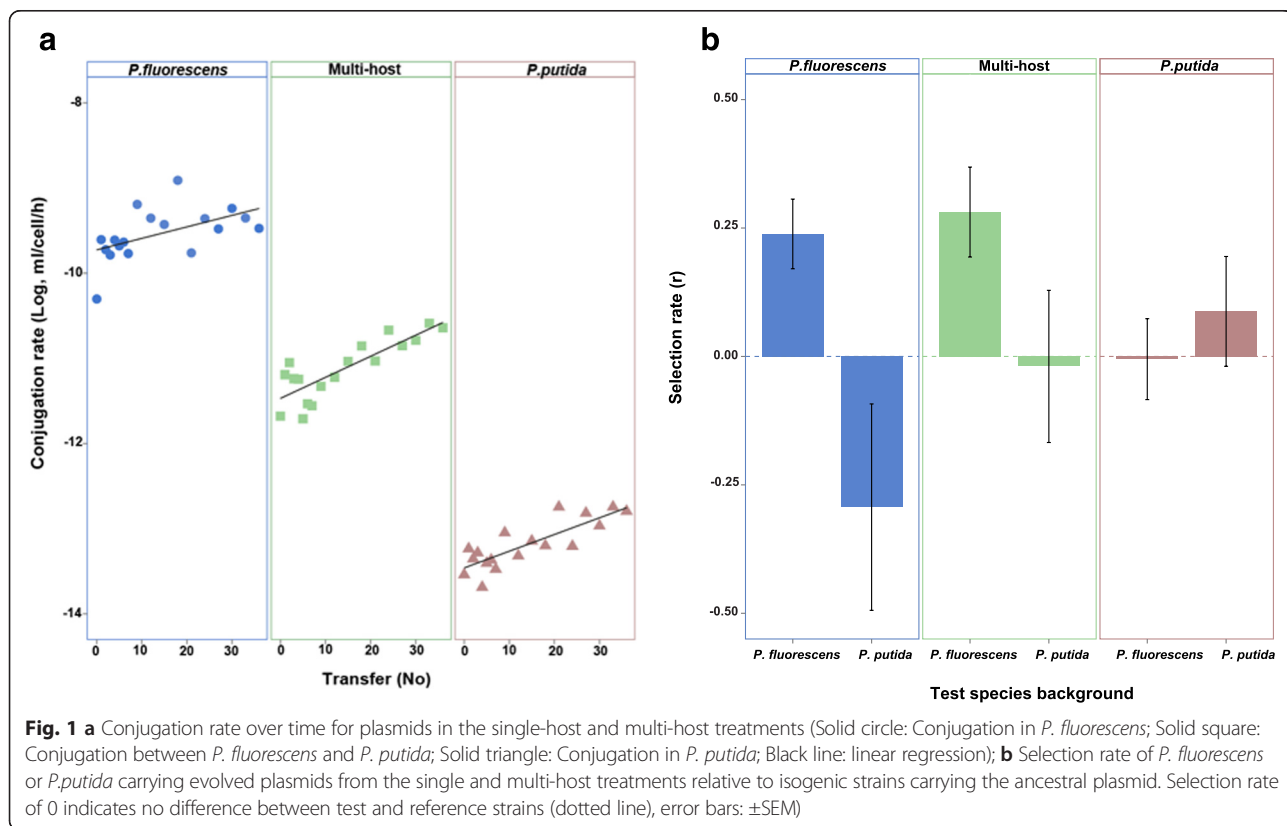 a
P.fluorescens
Multi-host
P.putida
Conjugation rate (Log, ml/cell/h)
-8
-10
-12
-14
0 10 20 30
0 10 20 30
0 10 20 30
Transfer (No)
b
P.fluorescens
Multi-host
P.putida
Selection rate (r)
0.50
0.25
0.00
-0.25
-0.50
P. fluorescens P. putida
P. fluorescens P. putida
P. fluorescens P. putida
Test species background
Fig. 1 a Conjugation rate over time for plasmids in the single-host and multi-host treatments (Solid circle: Conjugation in P. fluorescens; Solid square:
Conjugation between P. fluorescens and P. putida; Solid triangle: Conjugation in P. putida; Black line: linear regression); b Selection rate of P. fluorescens
or P.putida carrying evolved plasmids from the single and multi-host treatments relative to isogenic strains carrying the ancestral plasmid. Selection rate
of 0 indicates no difference between test and reference strains (dotted line), error bars: ±SEM)